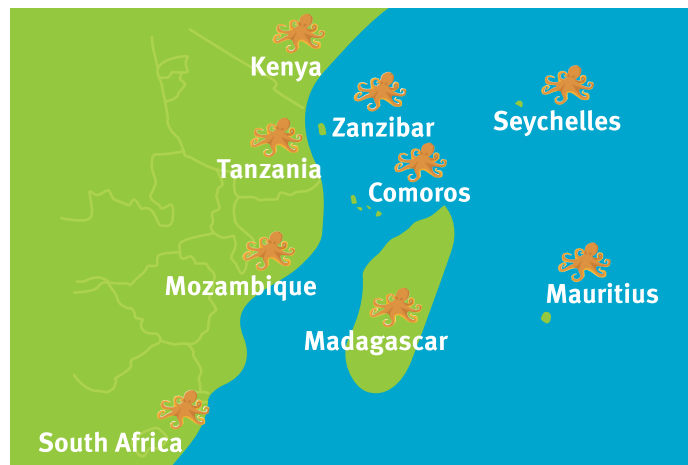 Kenya
Zanzibar
Seychelles
Tanzania
Comoros
Mozambique
Mauritius
Madagascar
South Africa